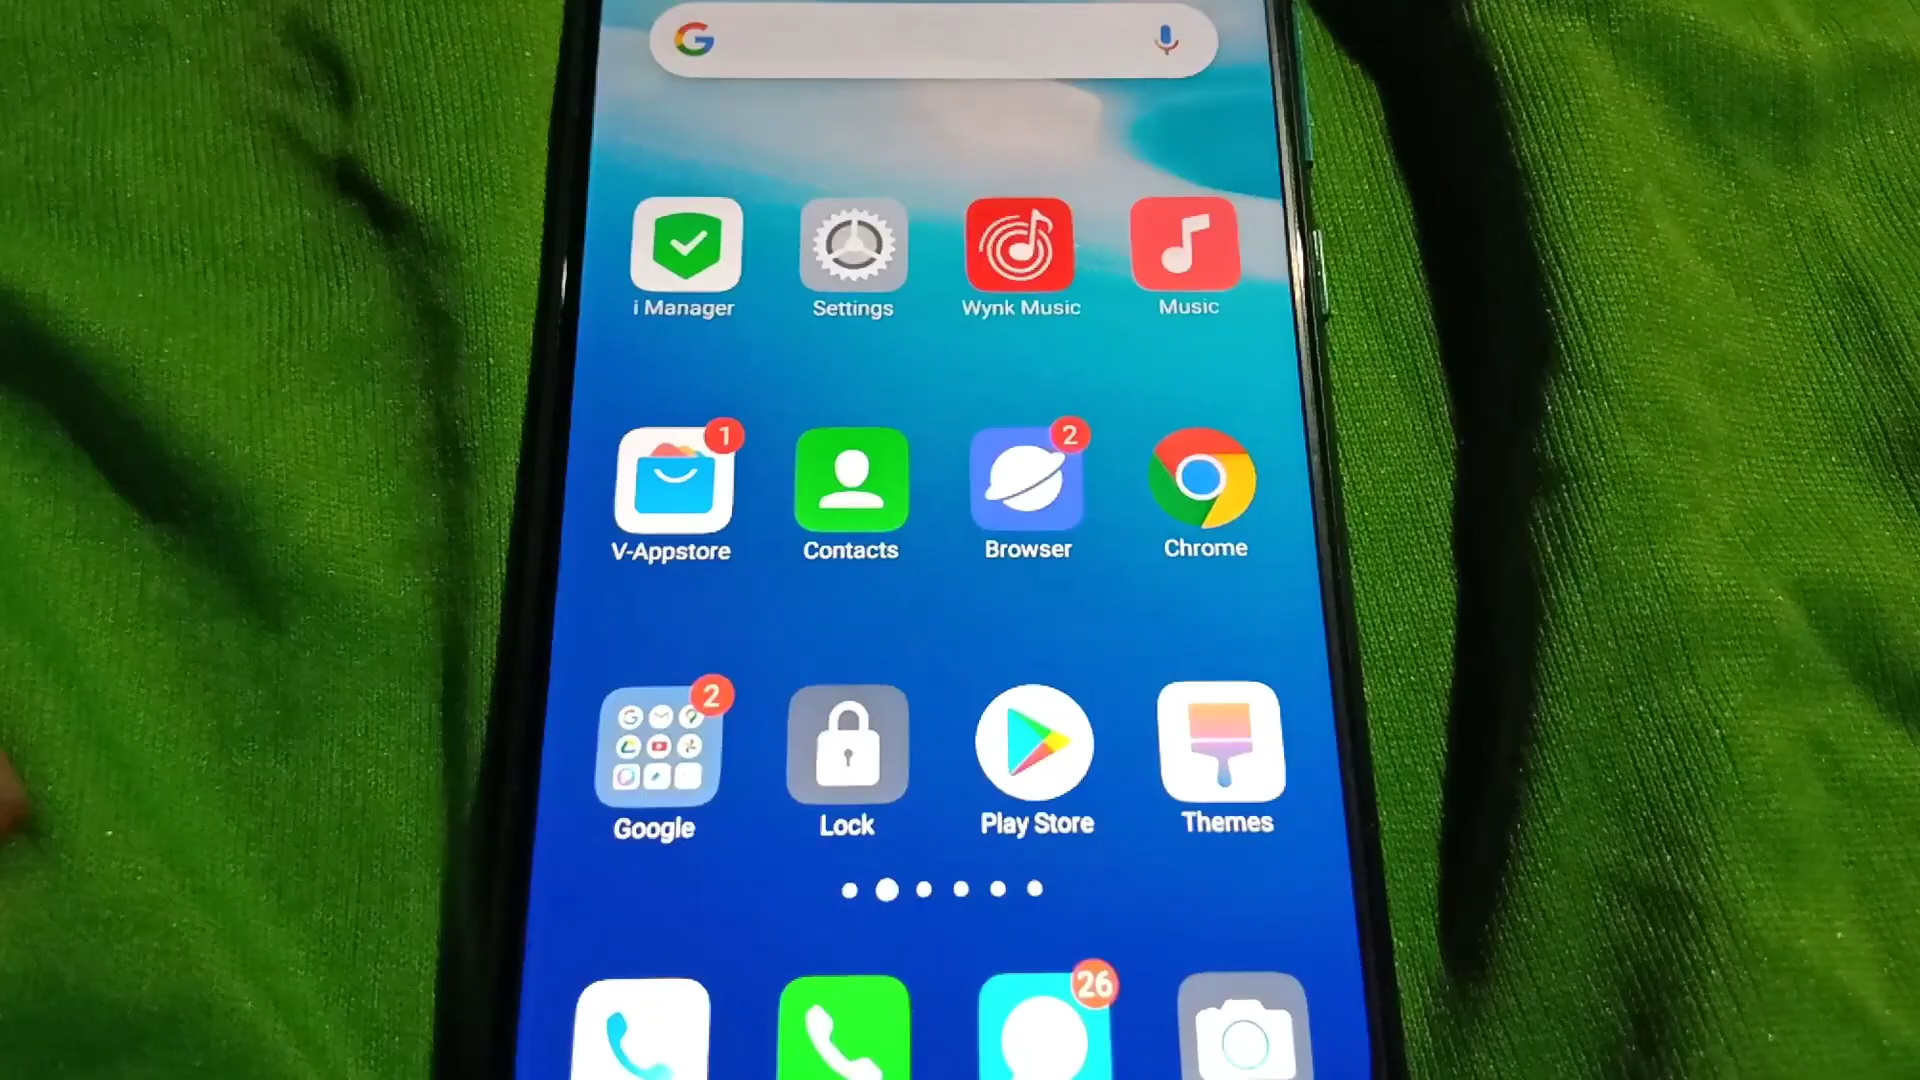 i Manager Settings Wynk Music Music
1 2
V-Appstore Contacts Browser Chrome
2
Google Lock Play Store Themes
26